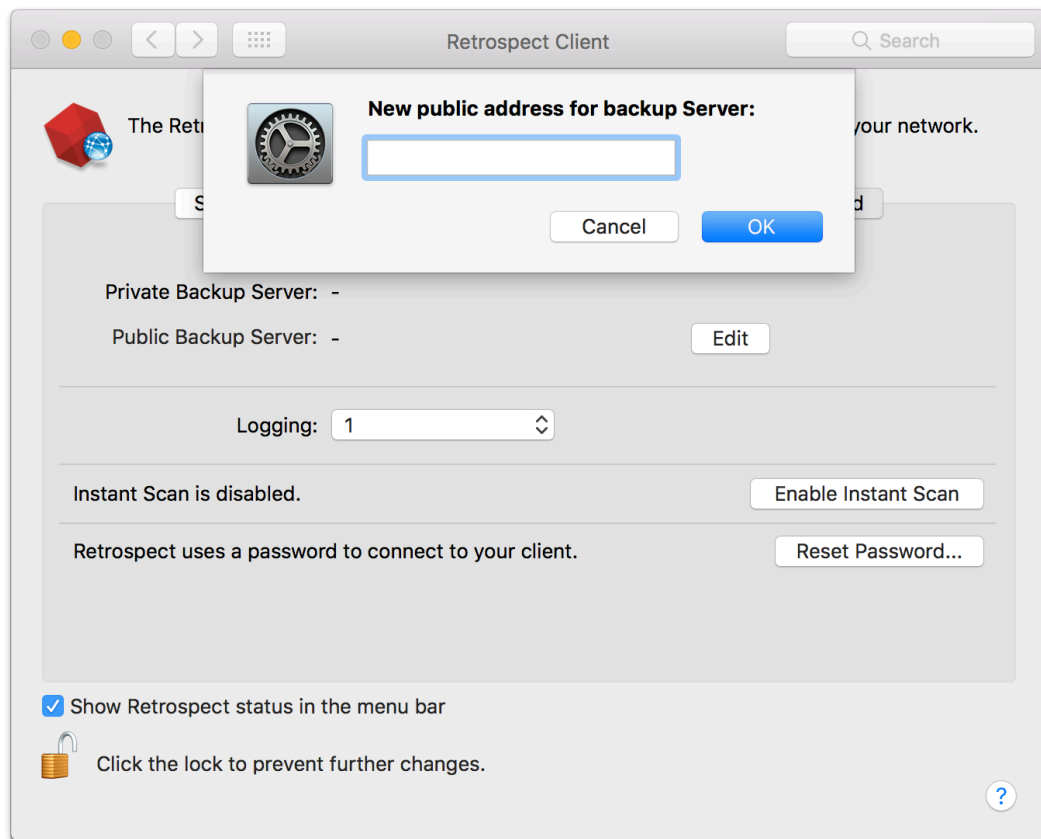 Retrospect Client
Search
New public address for backup Server:
The Retr
your network.
Cancel
OK
S
d
Private Backup Server: -
Public Backup Server: -
Edit
Logging: 1
Instant Scan is disabled.
Enable Instant Scan
Retrospect uses a password to connect to your client.
Reset Password...
Show Retrospect status in the menu bar
Click the lock to prevent further changes.
?